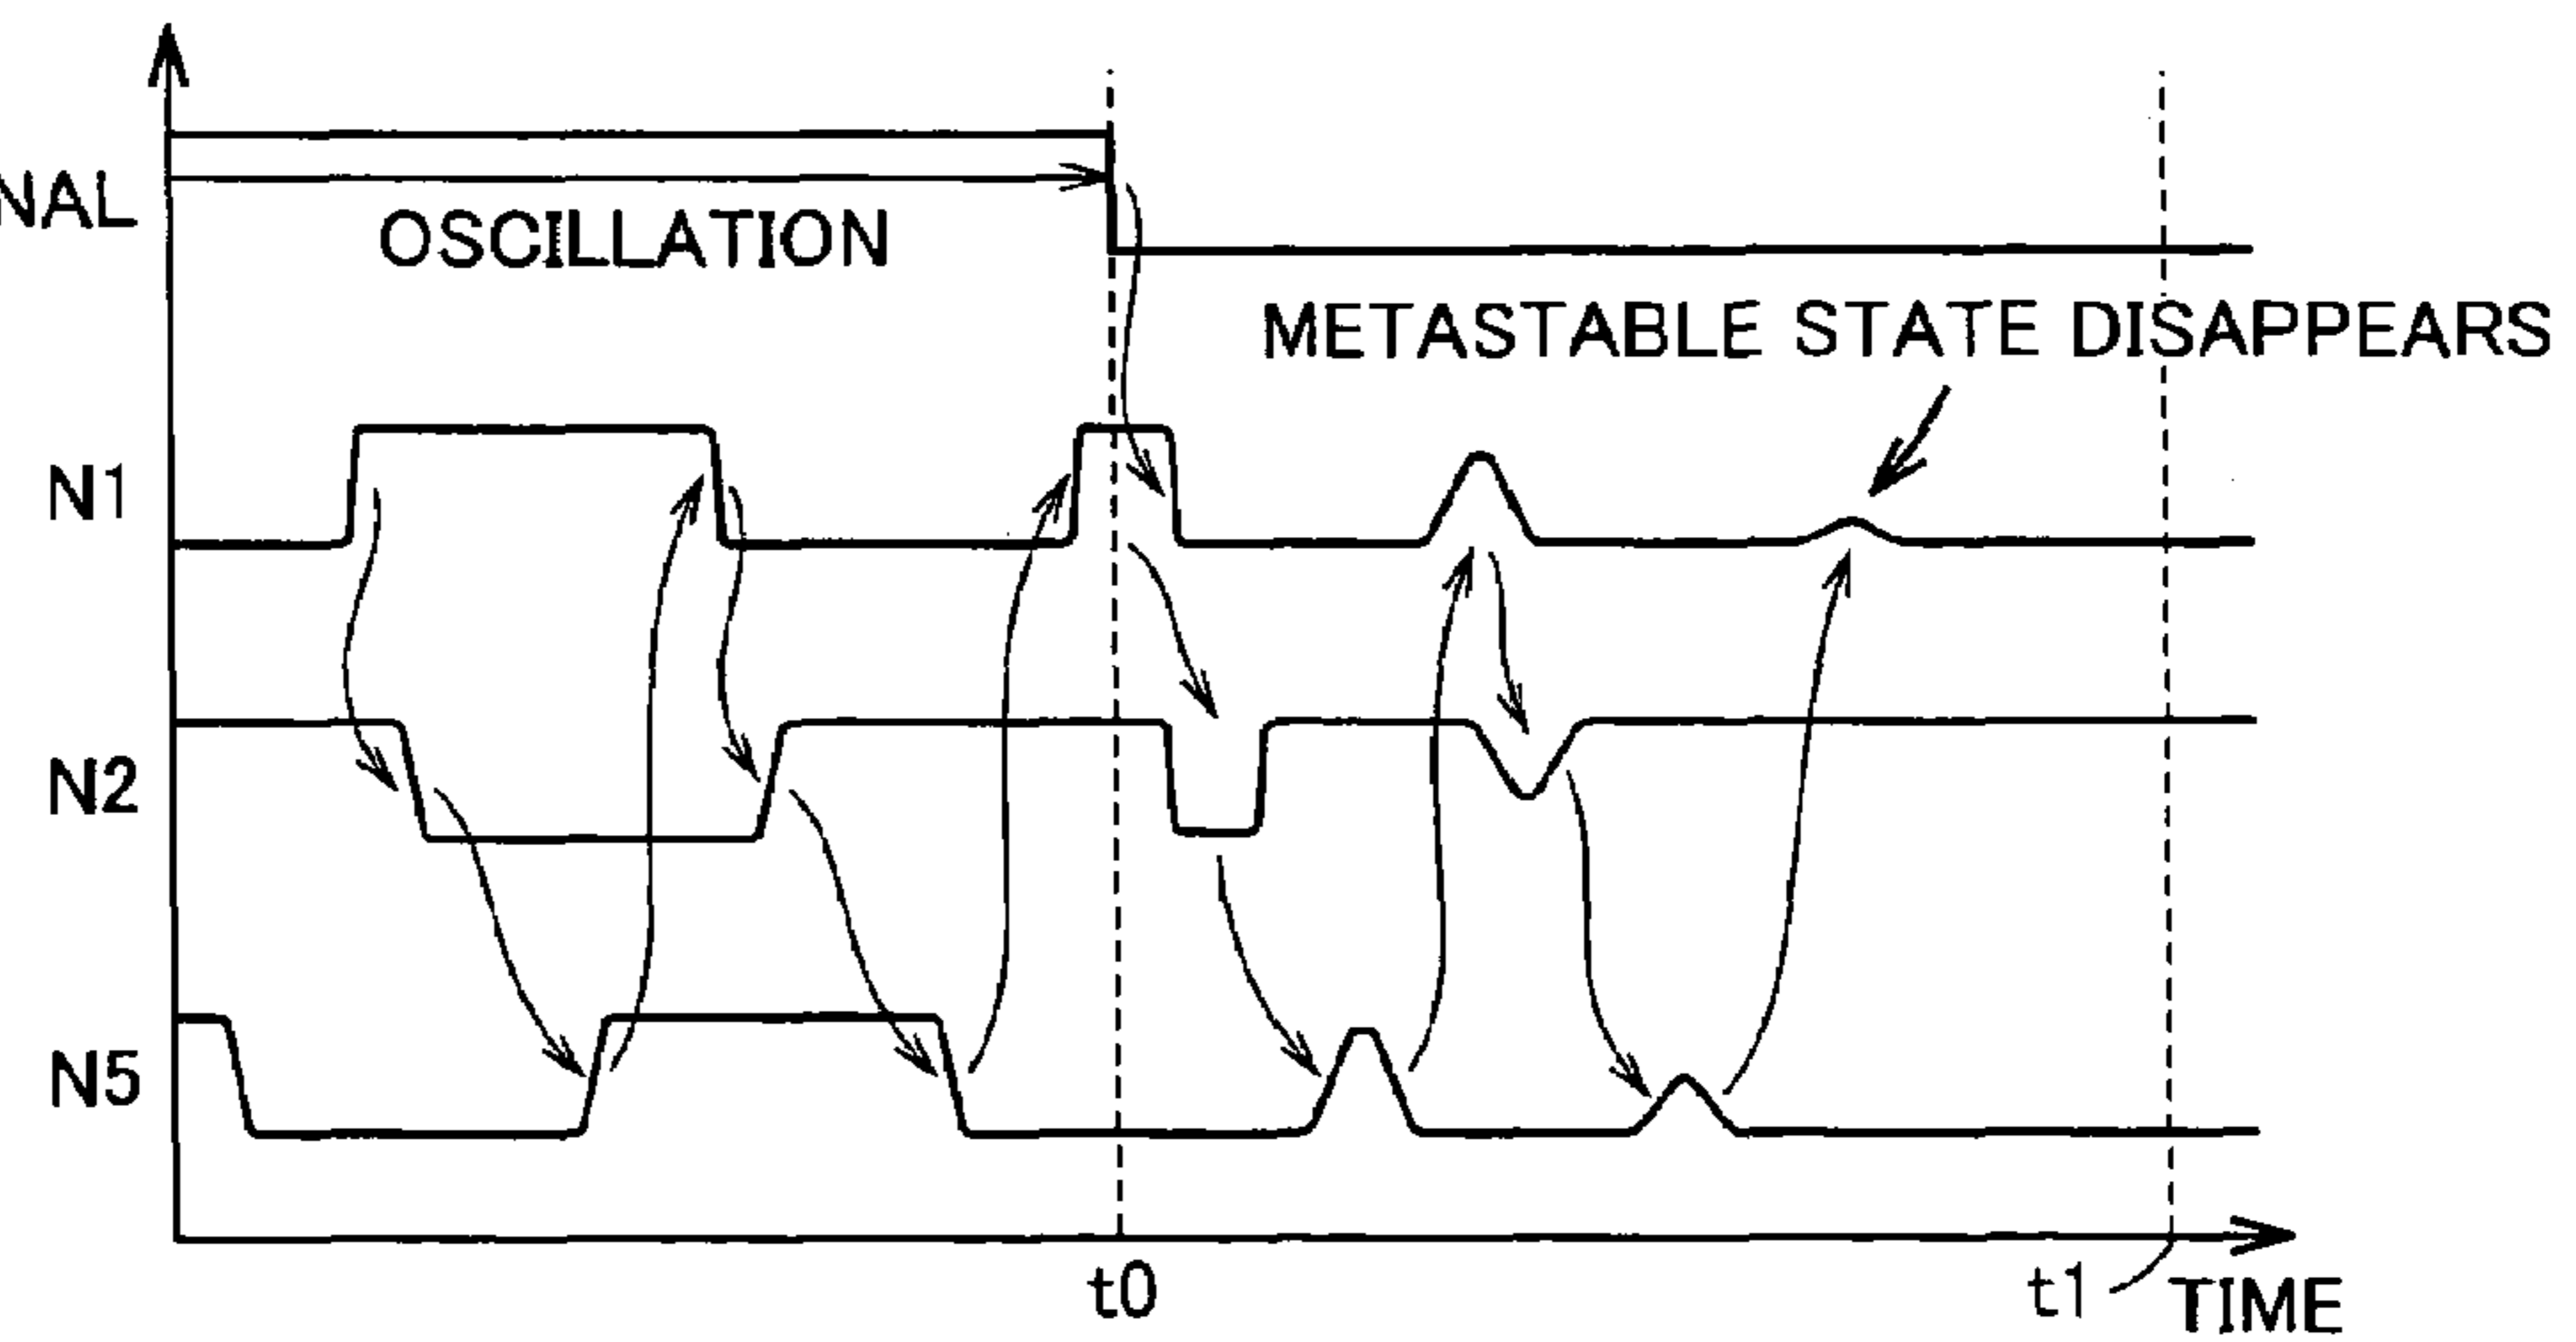 NAL
OSCILLATION
METASTABLE STATE DISAPPEARS
N1
N2
N5
t0
t1
TIME